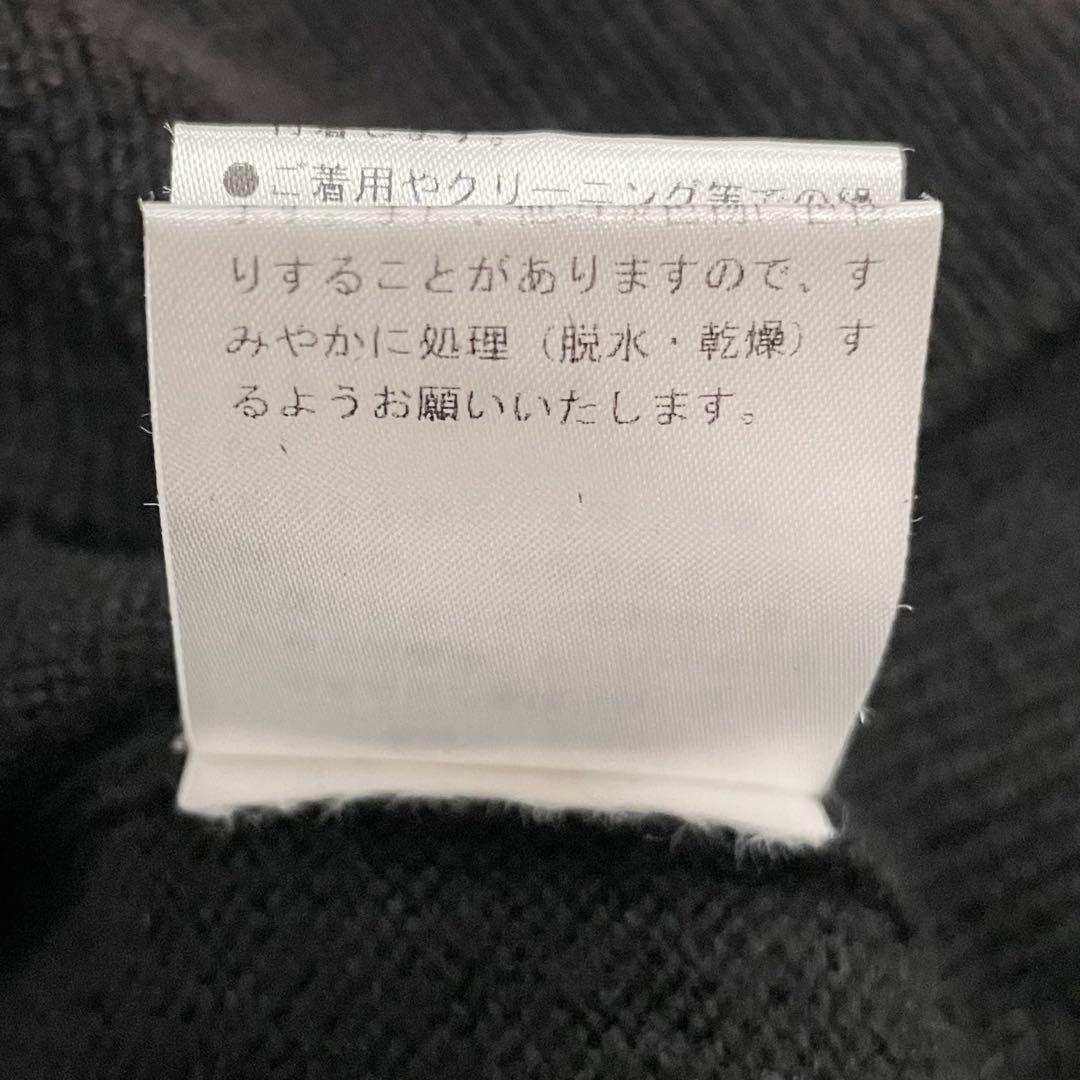 ●ご着用やクリーニング等での
りすることがありますので、す
みやかに処理（脱水・乾燥）す
るようお願いいたします。